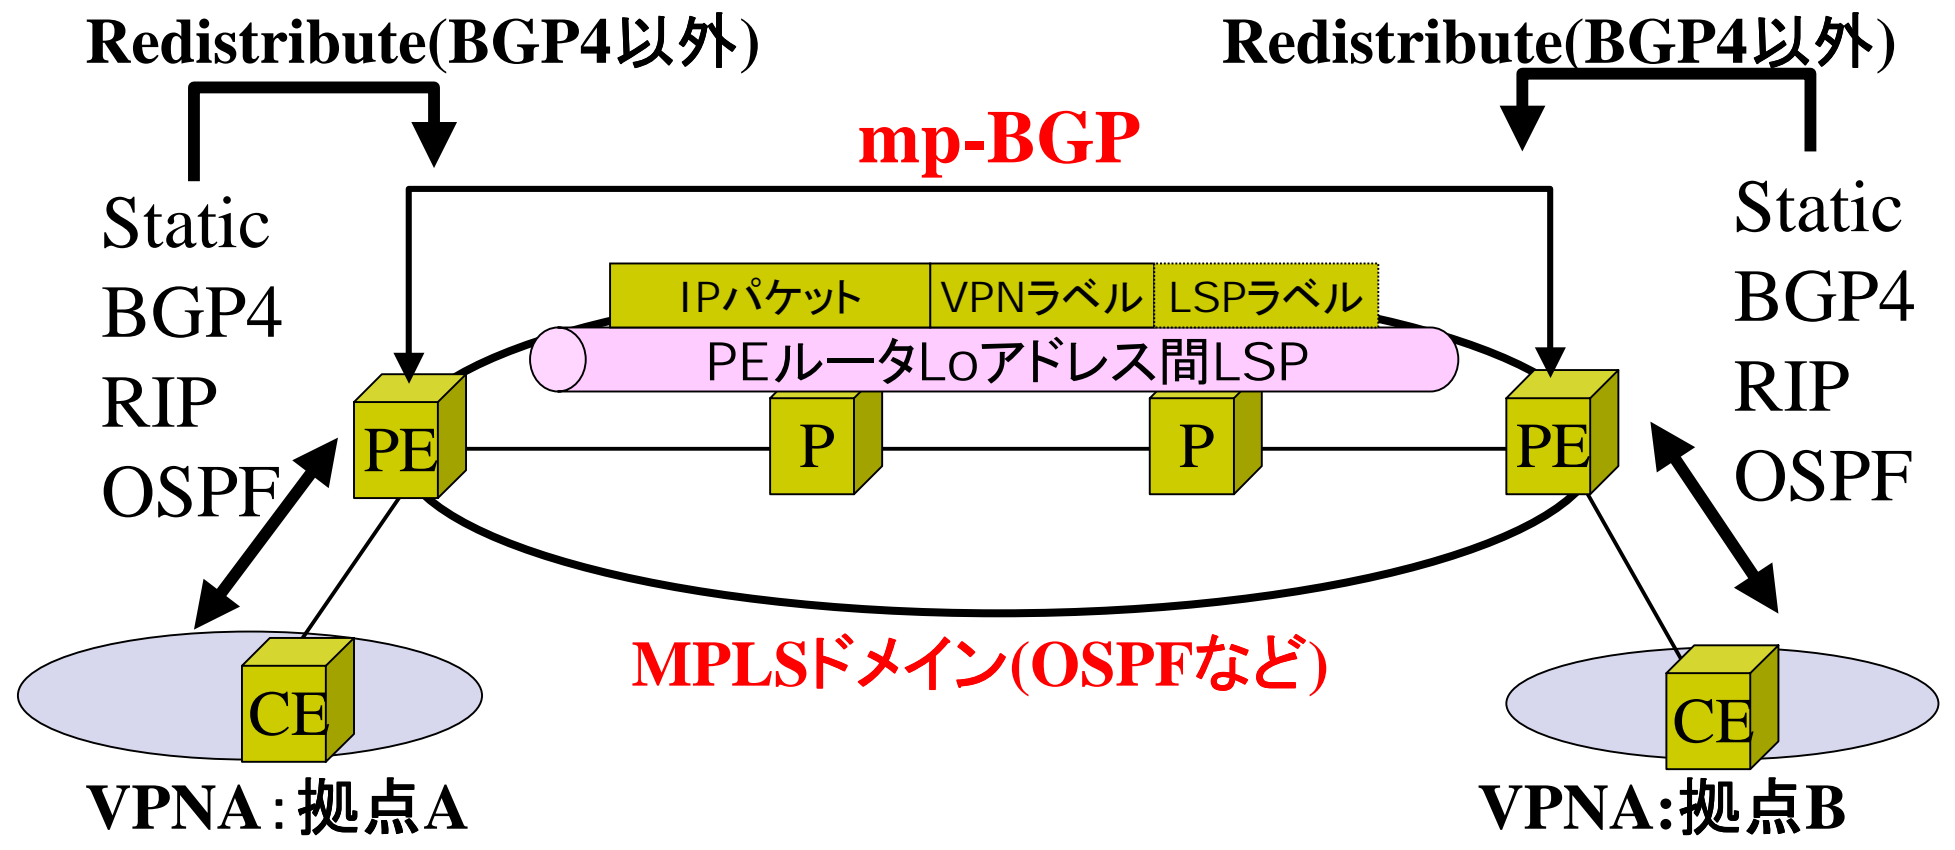 Redistribute(BGP4以外)
Redistribute(BGP4以外)
mp-BGP
Static
BGP4
RIP
OSPF
Static
BGP4
RIP
OSPF
IPパケット
VPNラベル
LSPラベル
PEルータLoアドレス間LSP
PE
P
P
PE
MPLSドメイン(OSPFなど)
CE
CE
VPNA:拠点A
VPNA:拠点B